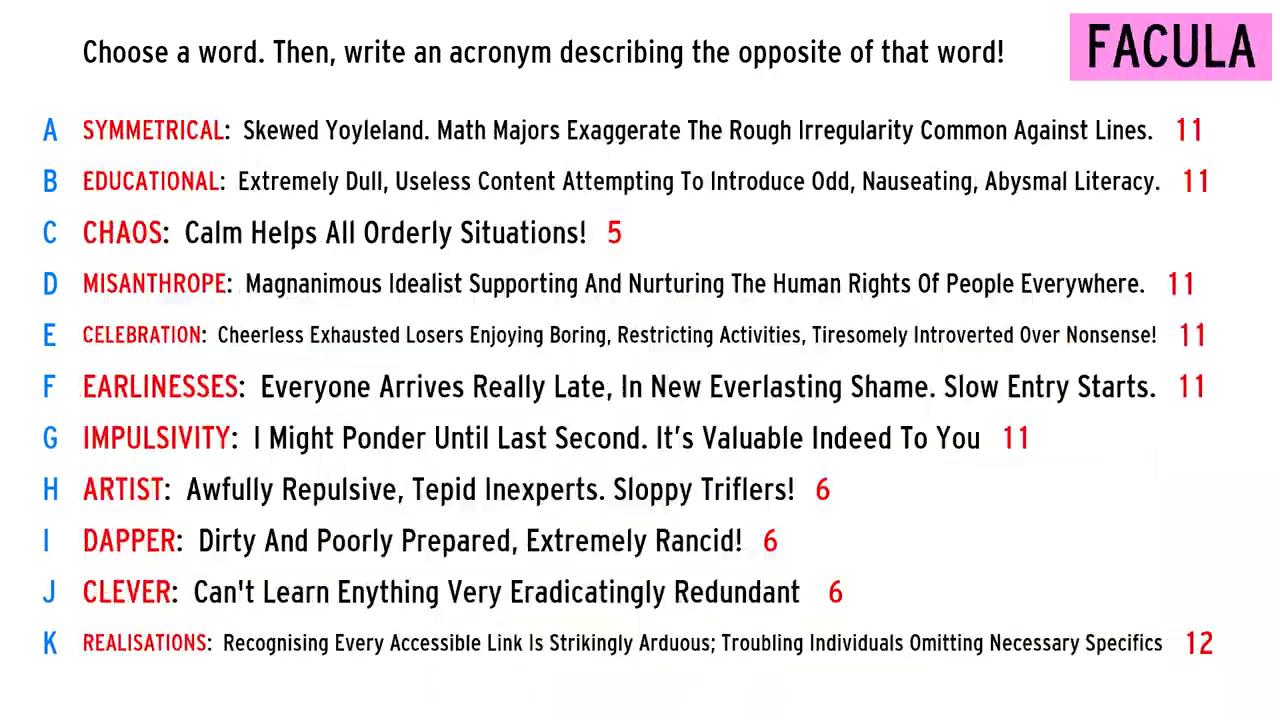 Choose a word. Then, write an acronym describing the opposite of that word!
FACULA
A SYMMETRICAL: Skewed Yoyleland. Math Majors Exaggerate The Rough Irregularity Common Against Lines. 11
B EDUCATIONAL: Extremely Dull, Useless Content Attempting To Introduce Odd, Nauseating, Abysmal Literacy. 11
C CHAOS: Calm Helps All Orderly Situations! 5
D MISANTHROPE: Magnanimous Idealist Supporting And Nurturing The Human Rights Of People Everywhere. 11
E CELEBRATION: Cheerless Exhausted Losers Enjoying Boring, Restricting Activities, Tiresomely Introverted Over Nonsense! 11
F EARLINESSES: Everyone Arrives Really Late, In New Everlasting Shame. Slow Entry Starts. 11
G IMPULSIVITY: I Might Ponder Until Last Second. It's Valuable Indeed To You 11
H ARTIST: Awfully Repulsive, Tepid Inexperts. Sloppy Triflers! 6
I DAPPER: Dirty And Poorly Prepared, Extremely Rancid! 6
J CLEVER: Can't Learn Enything Very Eradicatingly Redundant 6
K REALISATIONS: Recognising Every Accessible Link Is Strikingly Arduous; Troubling Individuals Omitting Necessary Specifics 12